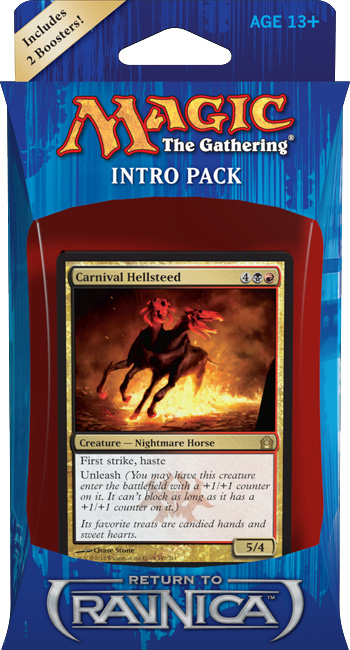 Includes
2 Boosters!
AGE 13+
MAGIC
The Gathering®
INTRO PACK
Carnival Hellsteed 4
Creature — Nightmare Horse
First strike, haste
Unleash (You may have this creature
enter the battlefield with a +1/+1 counter
on it. It can't block as long as it has a
+1/+1 counter on it.)
Its favorite treats are candied hands and
sweet hearts.
Chase Stone
5/4
RETURN TO
RAVNICA™